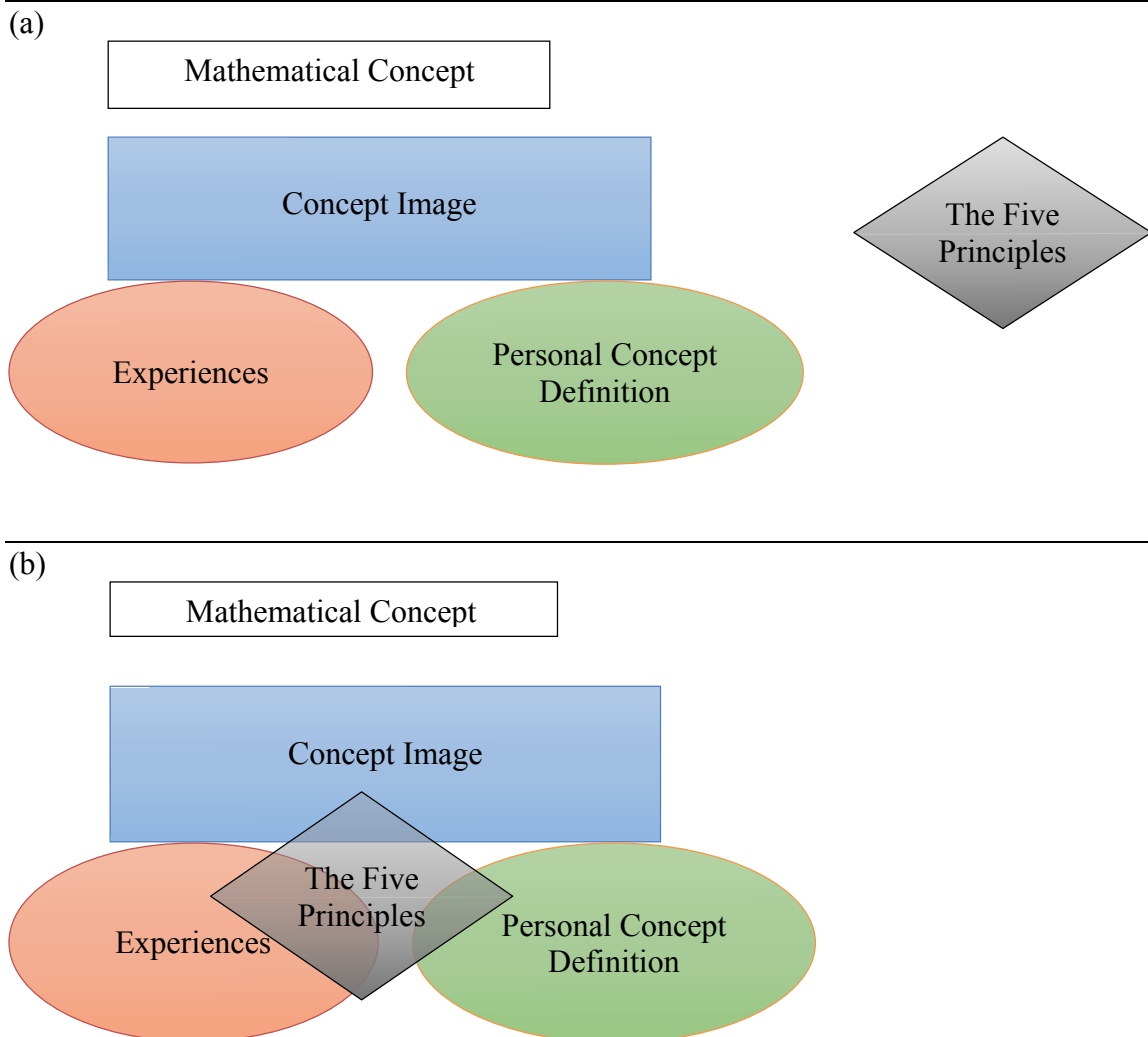 (a)
Mathematical Concept
Concept Image
The Five
Principles
Experiences
Personal Concept
Definition
(b)
Mathematical Concept
Concept Image
The Five
Principles
Experiences
Personal Concept
Definition